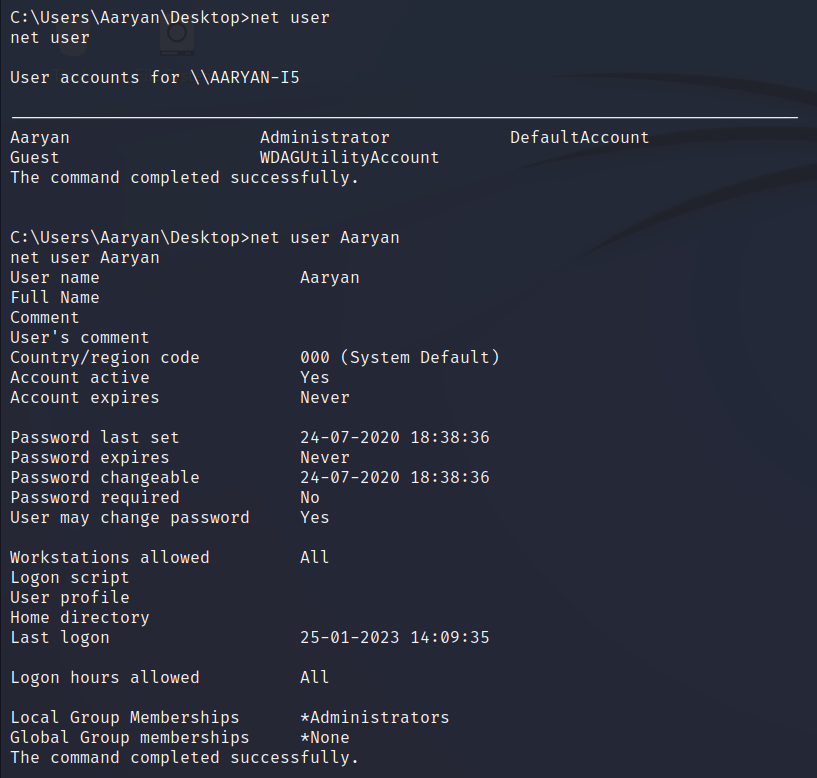 C:\Users\Aaryan\Desktop>net user
net user
User accounts for \\AARYAN-I5
Aaryan Administrator DefaultAccount
Guest WDAGUtilityAccount
The command completed successfully.
C:\Users\Aaryan\Desktop>net user Aaryan
net user Aaryan
User name Aaryan
Full Name
Comment
User's comment
Country/region code 000 (System Default)
Account active Yes
Account expires Never
Password last set 24-07-2020 18:38:36
Password expires Never
Password changeable 24-07-2020 18:38:36
Password required No
User may change password Yes
Workstations allowed All
Logon script
User profile
Home directory
Last logon 25-01-2023 14:09:35
Logon hours allowed All
Local Group Memberships *Administrators
Global Group memberships *None
The command completed successfully.